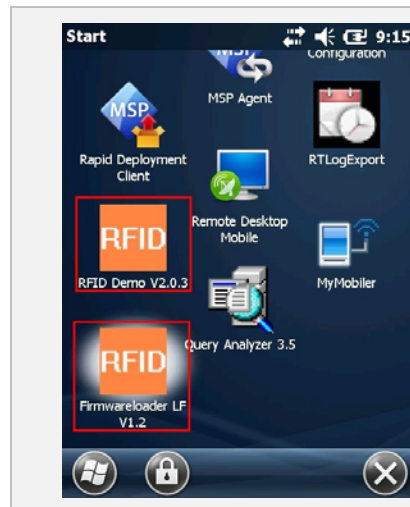 Start 9:15
Configuration
MSP Agent
MSP
Rapid Deployment
Client
RTLogExport
RFID
RFID Demo V2.0.3
Remote Desktop
Mobile
MyMobiler
Query Analyzer 3.5
RFID
Firmwareloader LF
V1.2